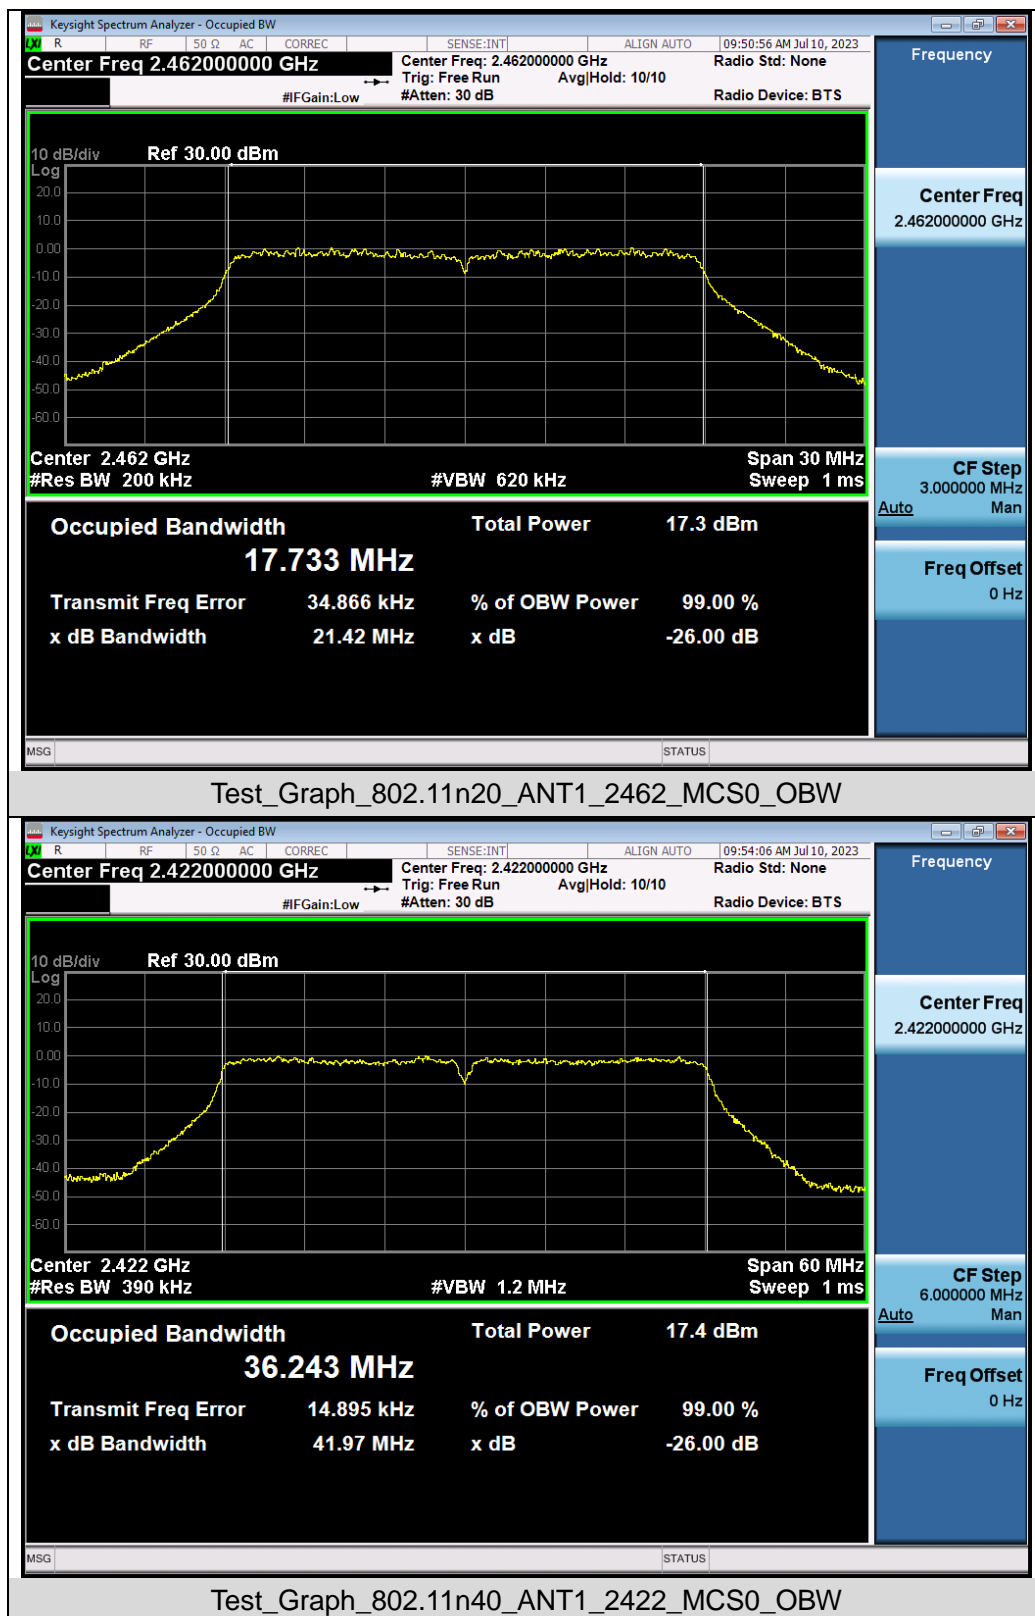 Keysight Spectrum Analyzer - Occupied BW
LXI R RF 50 Ω AC CORREC SENSE:INT ALIGN AUTO 09:50:56 AM Jul 10, 2023
Center Freq 2.462000000 GHz
Center Freq: 2.462000000 GHz
Radio Std: None
Trig: Free Run Avg|Hold: 10/10
#IFGain:Low
#Atten: 30 dB
Radio Device: BTS
Frequency
10 dB/div Ref 30.00 dBm
Log
20.0
10.0
0.00
-10.0
-20.0
-30.0
-40.0
-50.0
-60.0
Center 2.462 GHz Span 30 MHz
#Res BW 200 kHz #VBW 620 kHz Sweep 1 ms
Center Freq
2.462000000 GHz
CF Step
3.000000 MHz
Auto Man
Freq Offset
0 Hz
Occupied Bandwidth Total Power 17.3 dBm
17.733 MHz
Transmit Freq Error 34.866 kHz % of OBW Power 99.00 %
x dB Bandwidth 21.42 MHz x dB -26.00 dB
MSG STATUS
Test_Graph_802.11n20_ANT1_2462_MCS0_OBW
Keysight Spectrum Analyzer - Occupied BW
LXI R RF 50 Ω AC CORREC SENSE:INT ALIGN AUTO 09:54:06 AM Jul 10, 2023
Center Freq 2.422000000 GHz
Center Freq: 2.422000000 GHz
Radio Std: None
Trig: Free Run Avg|Hold: 10/10
#IFGain:Low
#Atten: 30 dB
Radio Device: BTS
Frequency
10 dB/div Ref 30.00 dBm
Log
20.0
10.0
0.00
-10.0
-20.0
-30.0
-40.0
-50.0
-60.0
Center 2.422 GHz Span 60 MHz
#Res BW 390 kHz #VBW 1.2 MHz Sweep 1 ms
Center Freq
2.422000000 GHz
CF Step
6.000000 MHz
Auto Man
Freq Offset
0 Hz
Occupied Bandwidth Total Power 17.4 dBm
36.243 MHz
Transmit Freq Error 14.895 kHz % of OBW Power 99.00 %
x dB Bandwidth 41.97 MHz x dB -26.00 dB
MSG STATUS
Test_Graph_802.11n40_ANT1_2422_MCS0_OBW